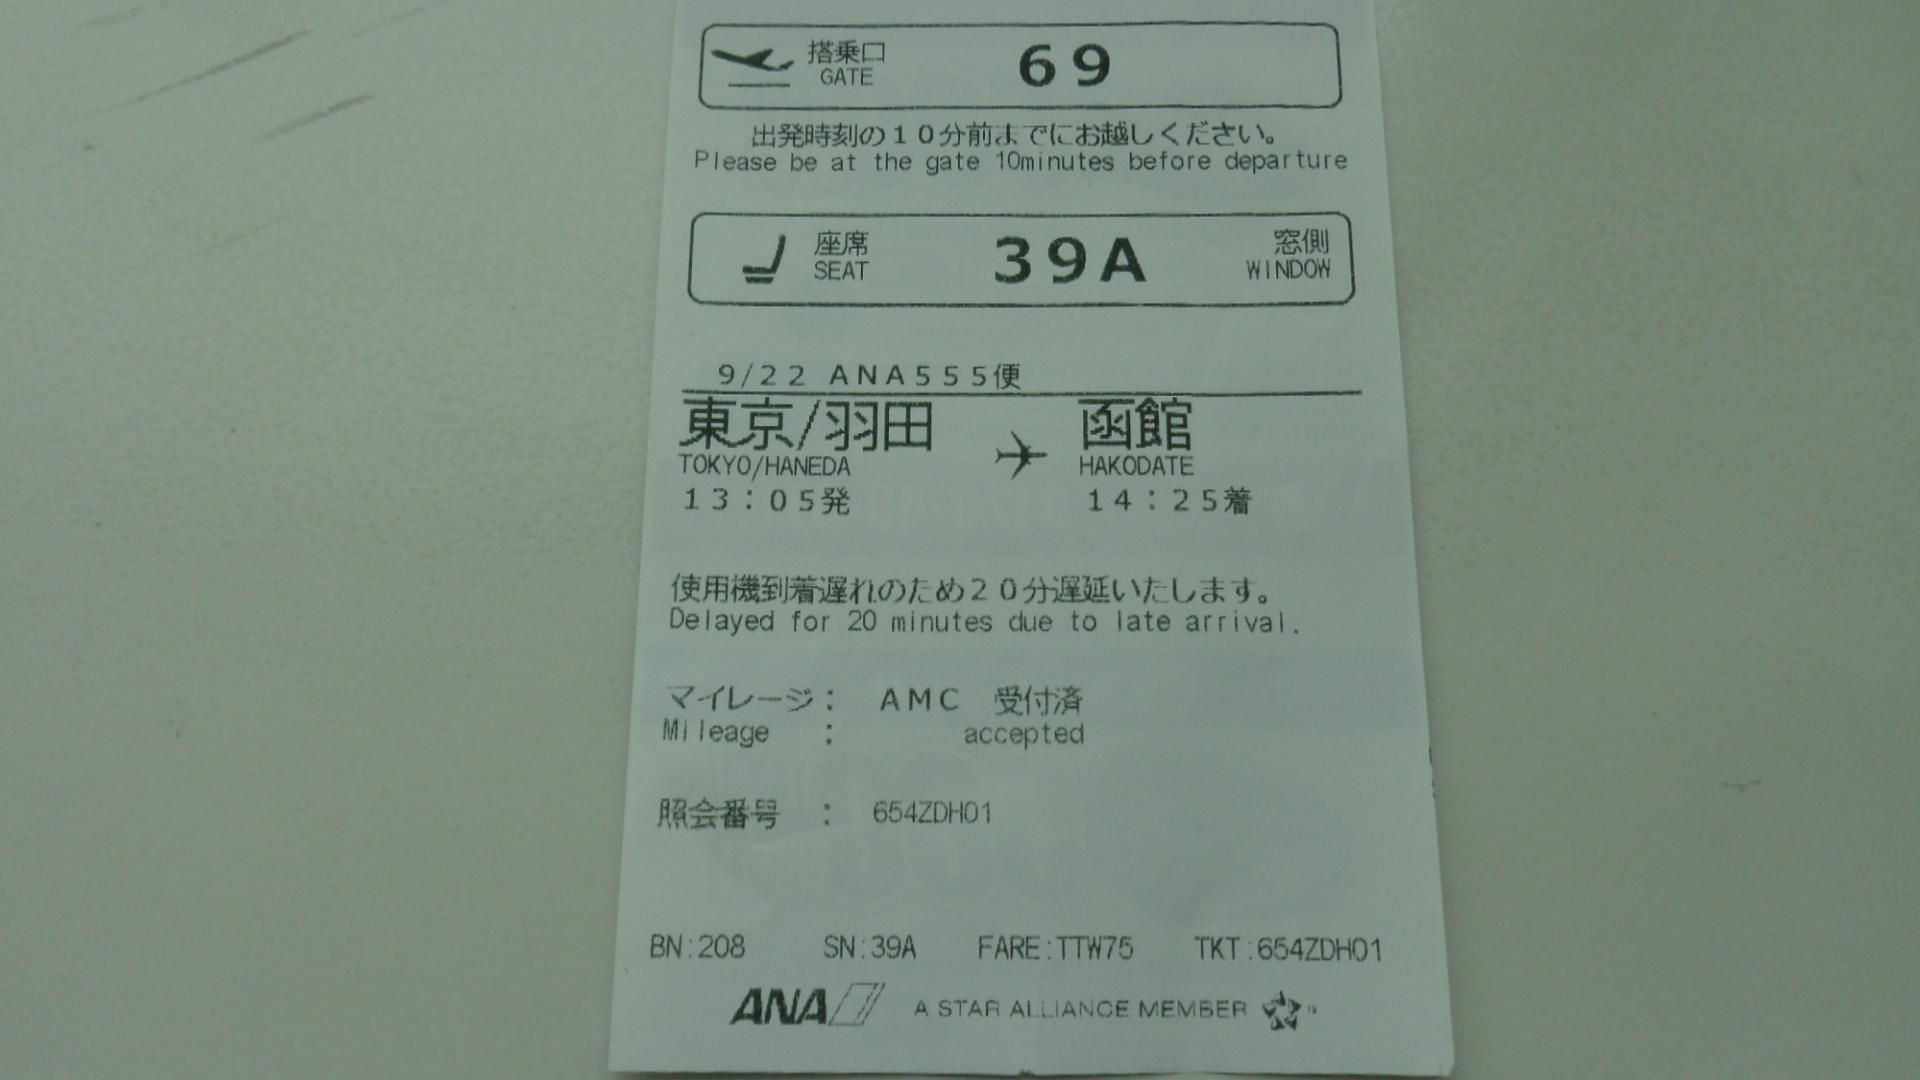 搭乗口 69
GATE
出発時刻の10分前までにお越しください。
Please be at the gate 10minutes before departure
座席 39A 窓側
SEAT WINDOW
9/22 ANA555便
東京/羽田 函館
TOKYO/HANEDA HAKODATE
13:05発 14:25着
使用機到着遅れのため20分遅延いたします。
Delayed for 20 minutes due to late arrival.
マイレージ: AMC 受付済
Mileage : accepted
照会番号 : 654ZDH01
BN:208 SN:39A FARE:TTW75 TKT:654ZDH01
ANA A STAR ALLIANCE MEMBER